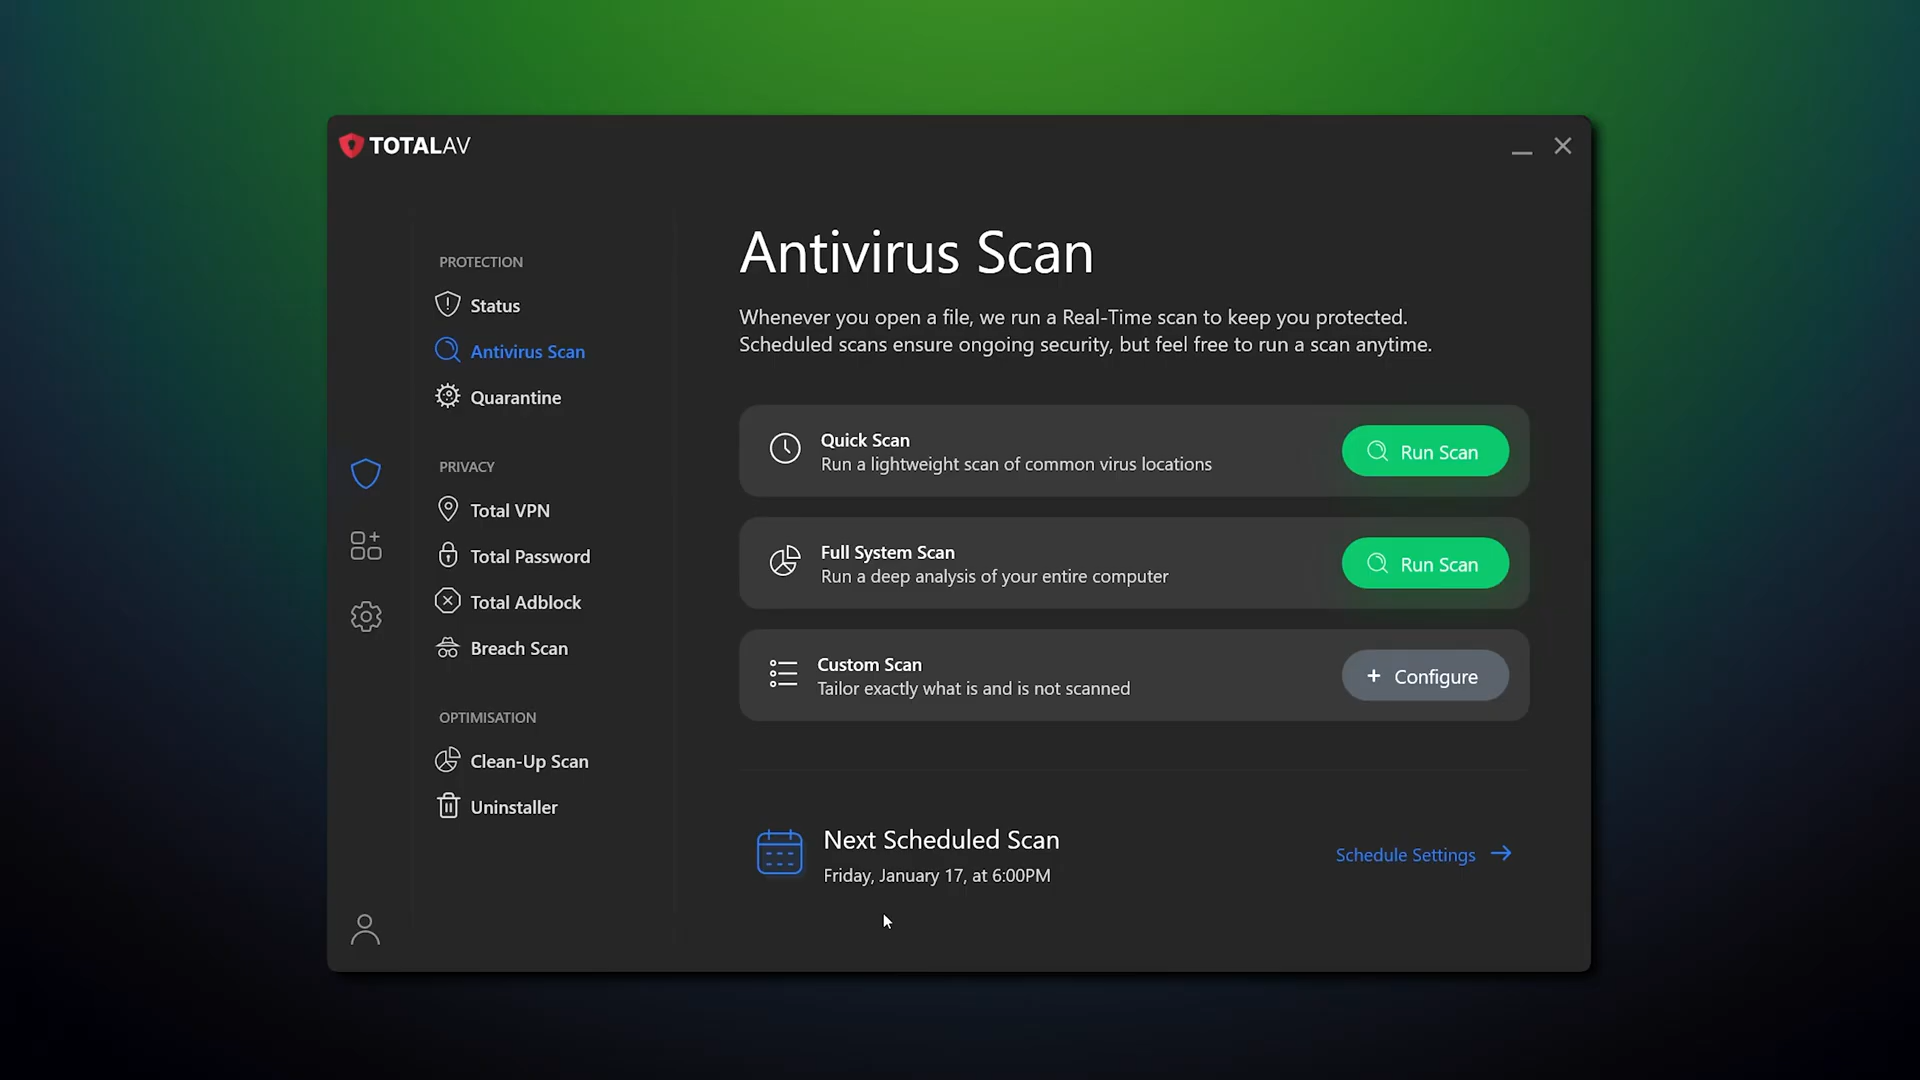 TOTALAV
PROTECTION
Status
Antivirus Scan
Quarantine
PRIVACY
Total VPN
Total Password
Total Adblock
Breach Scan
OPTIMISATION
Clean-Up Scan
Uninstaller
Antivirus Scan
Whenever you open a file, we run a Real-Time scan to keep you protected.
Scheduled scans ensure ongoing security, but feel free to run a scan anytime.
Quick Scan
Run a lightweight scan of common virus locations
Run Scan
Full System Scan
Run a deep analysis of your entire computer
Run Scan
Custom Scan
Tailor exactly what is and is not scanned
+ Configure
Next Scheduled Scan
Friday, January 17, at 6:00PM
Schedule Settings →